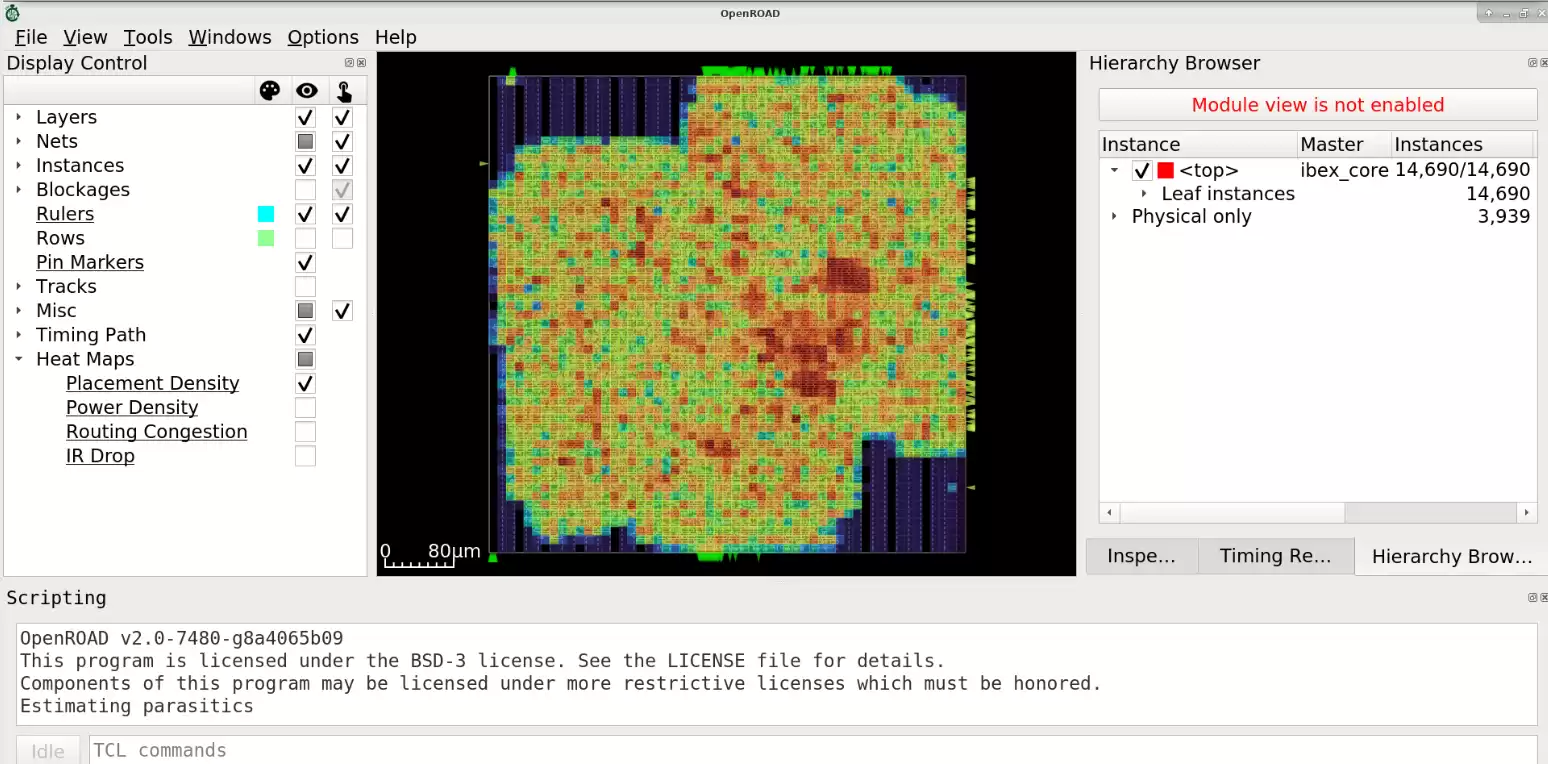 OpenROAD
File View Tools Windows Options Help
Display Control
Layers
Nets
Instances
Blockages
Rulers
Rows
Pin Markers
Tracks
Misc
Timing Path
Heat Maps
Placement Density
Power Density
Routing Congestion
IR Drop
0 80μm
Hierarchy Browser
Module view is not enabled
Instance Master Instances
<top> ibex_core 14,690/14,690
Leaf instances 14,690
Physical only 3,939
Inspe... Timing Re... Hierarchy Brow...
Scripting
OpenROAD v2.0-7480-g8a4065b09
This program is licensed under the BSD-3 license. See the LICENSE file for details.
Components of this program may be licensed under more restrictive licenses which must be honored.
Estimating parasitics
Idle TCL commands